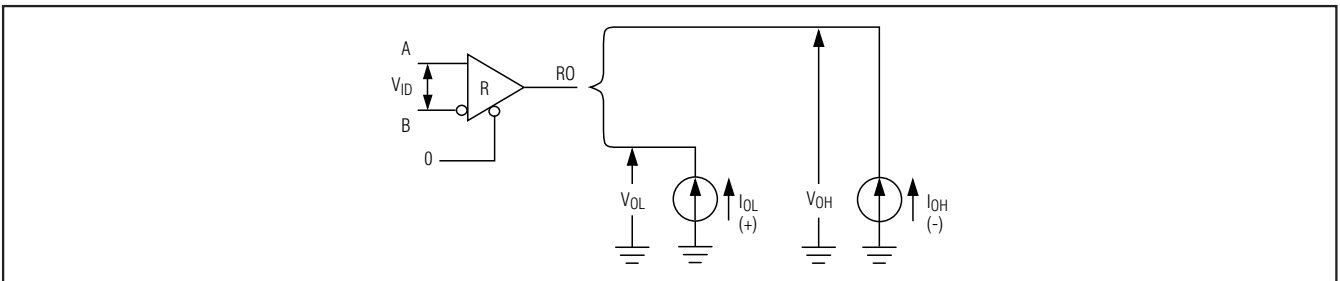 A
RO
V_ID
R
B
0
V_OL
I_OL
(+)
V_OH
I_OH
(-)